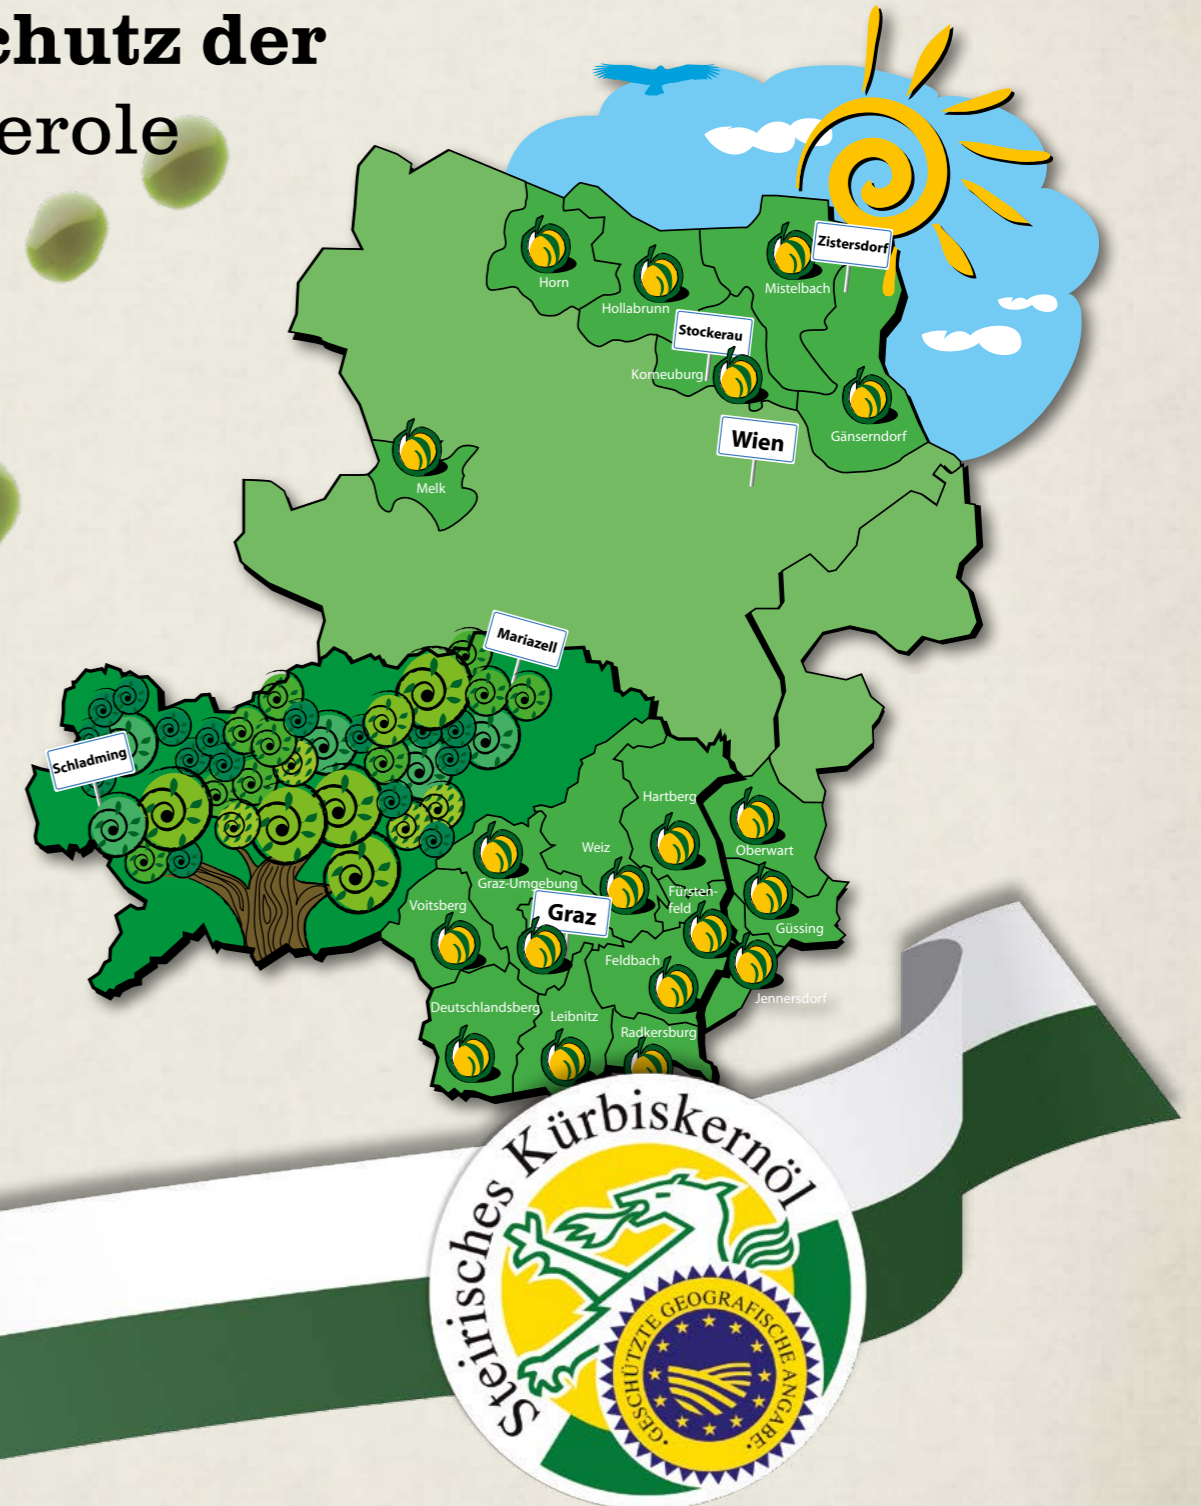 chutz der
erole
Zistersdorf
Horn
Mistelbach
Hollabrunn
Stockerau
Korneuburg
Wien
Gänserndorf
Melk
Mariazell
Schladming
Hartberg
Weiz
Oberwart
Graz-Umgebung
Fürsten-
feld
Voitsberg
Graz
Güssing
Feldbach
Jennersdorf
Deutschlandsberg
Leibnitz
Radkersburg
Steirisches Kürbiskernöl
GESCHÜTZTE GEOGRAFISCHE ANGABE